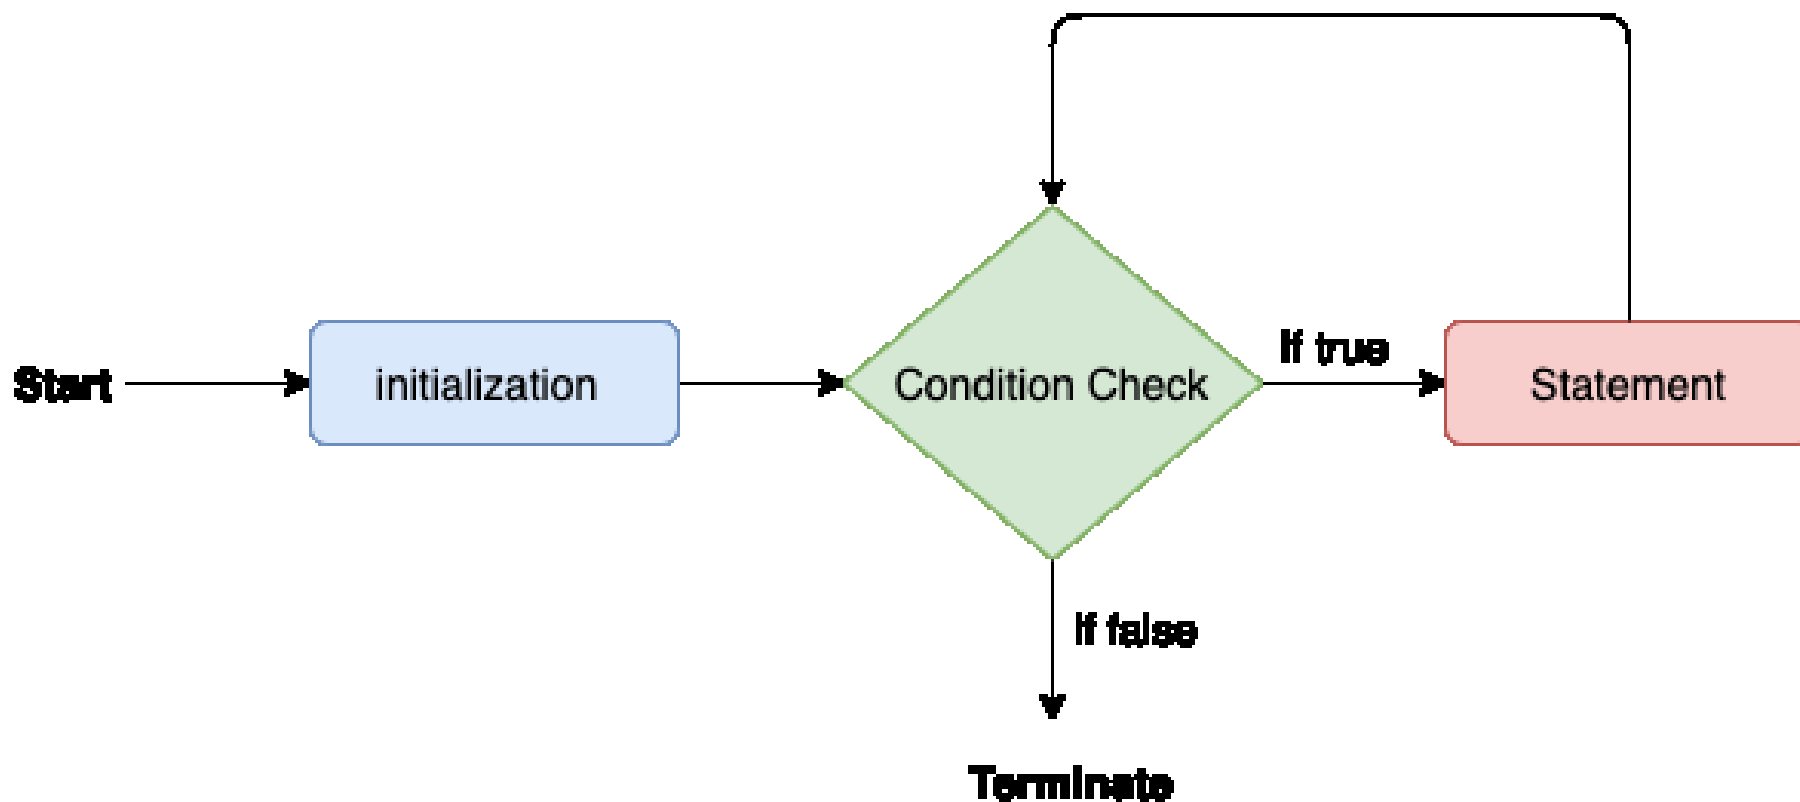 Start
initialization
Condition Check
If true
Statement
If false
Terminate